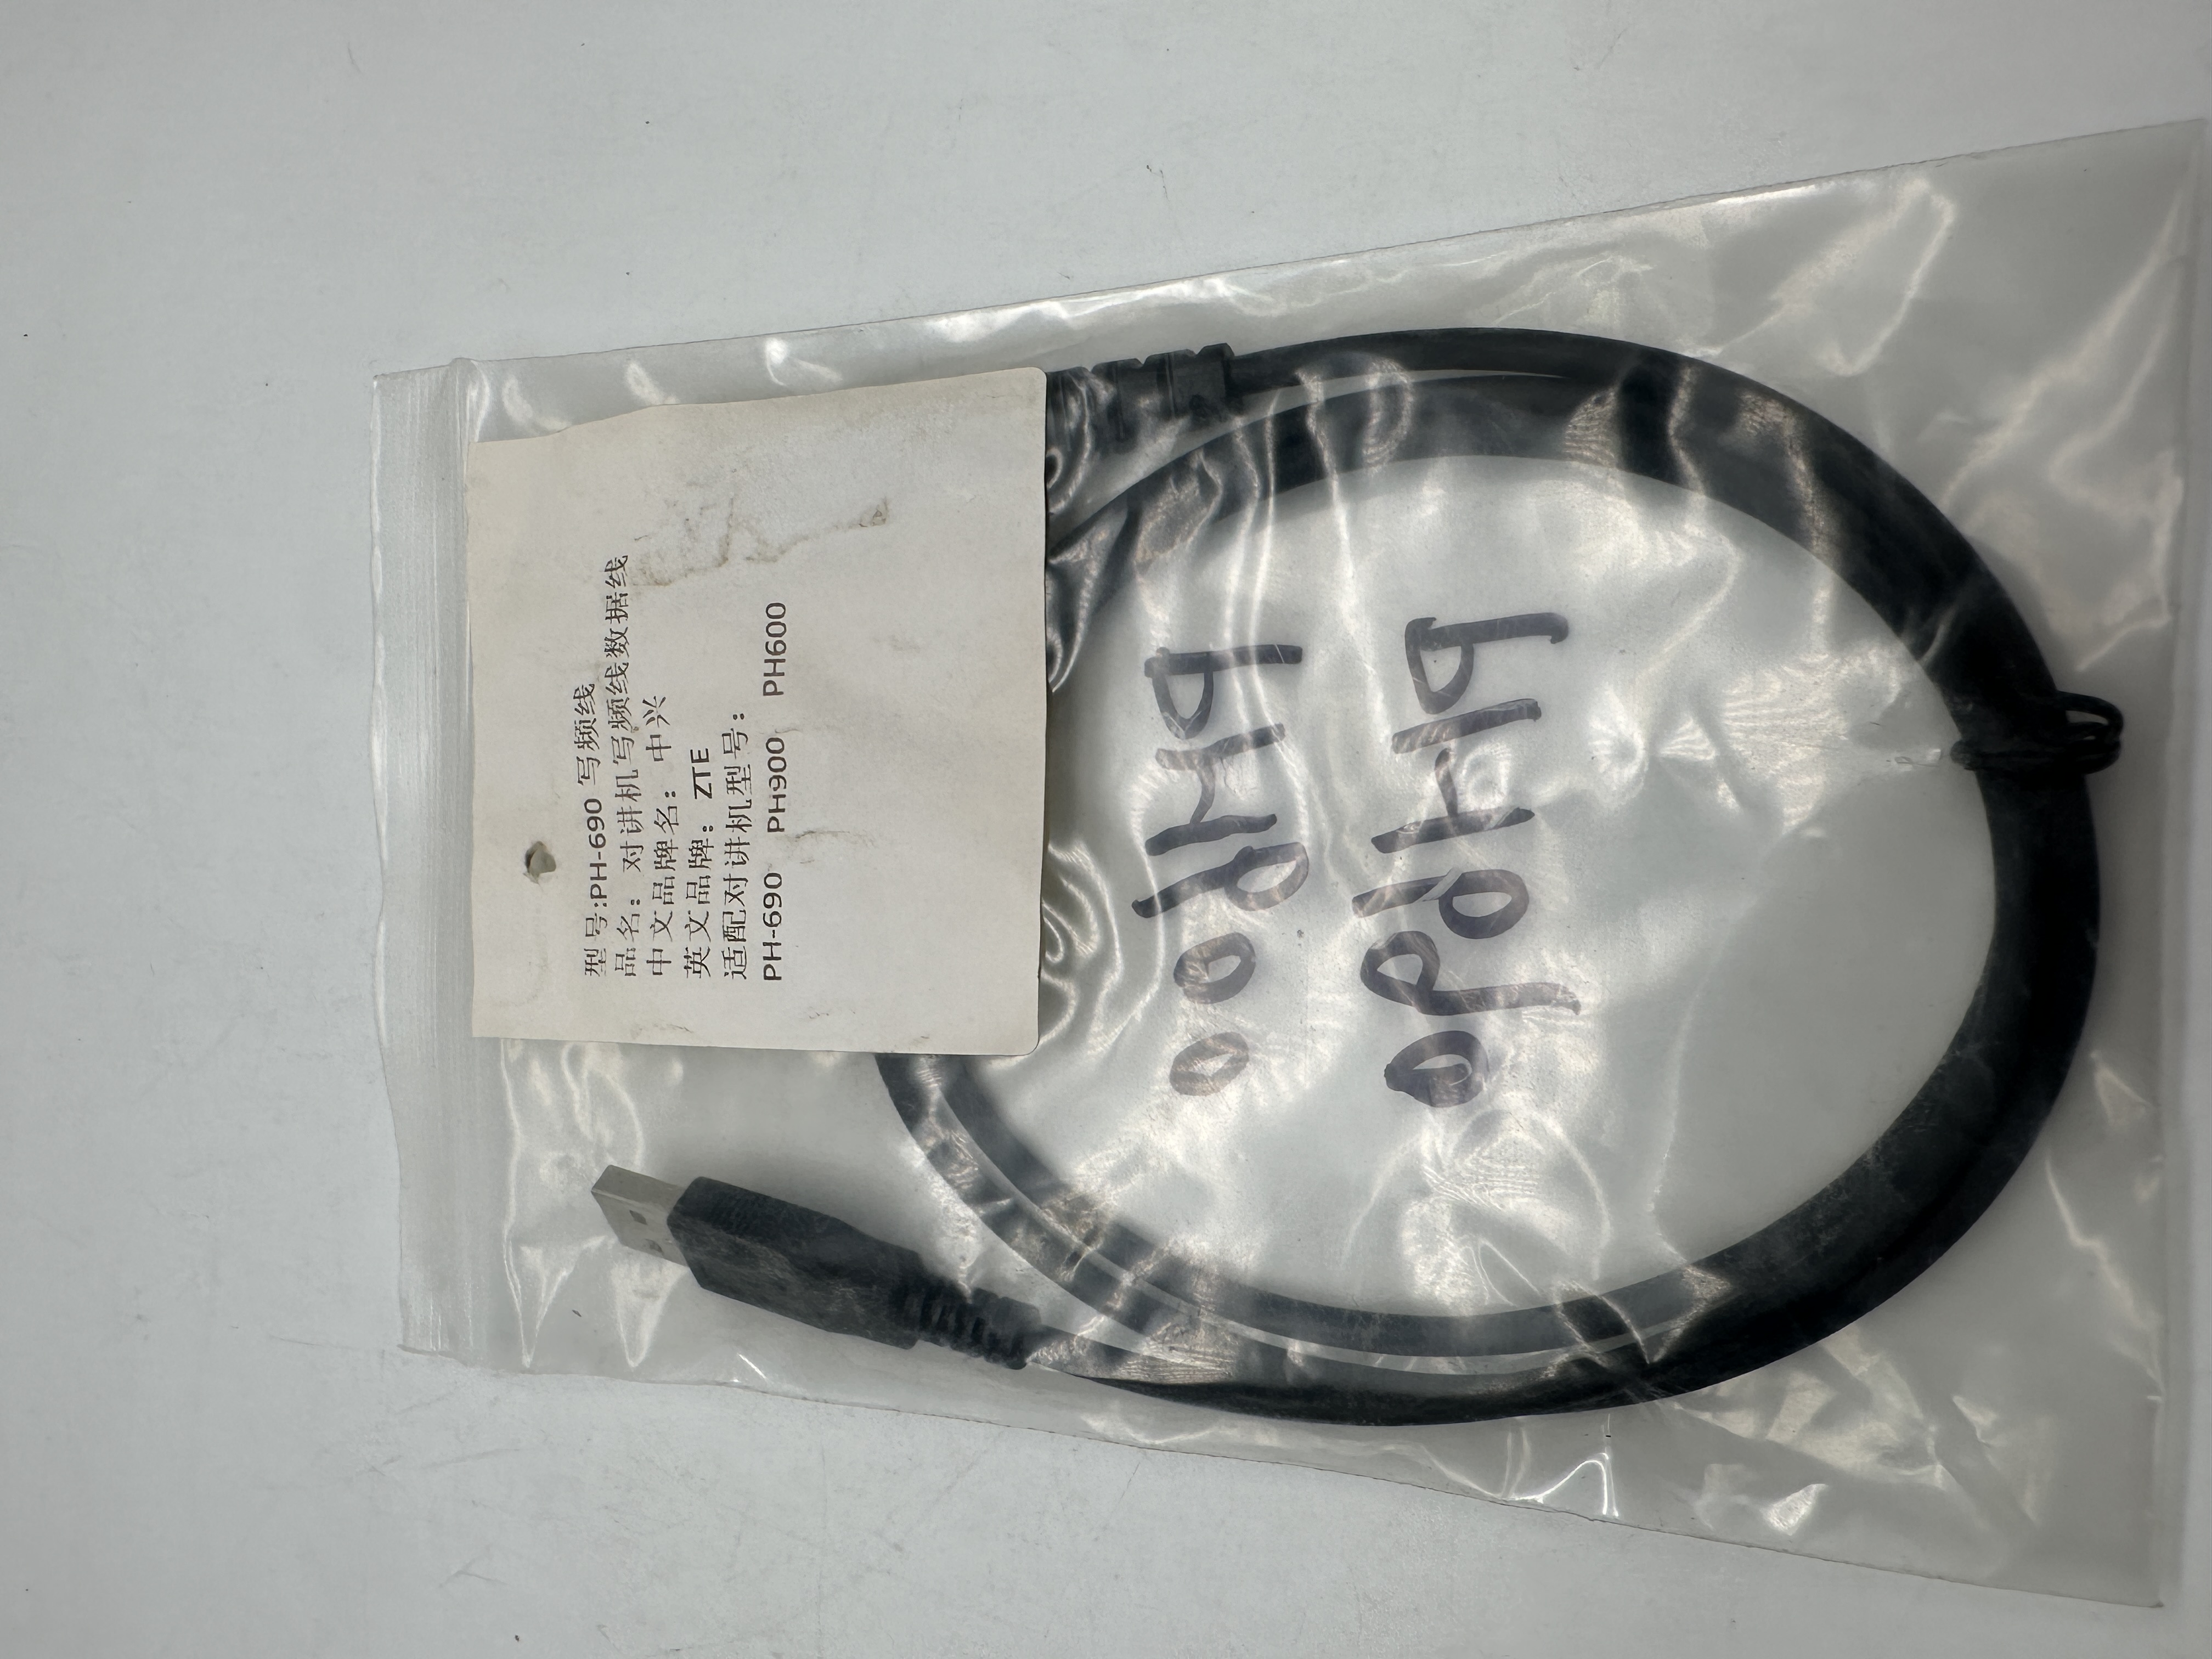 型号:PH-690 写频线
品名：对讲机写频线数据线
中文品牌名：中兴
英文品牌：ZTE
适配对讲机型号：
PH-690 PH900 PH600
PH600
PH690